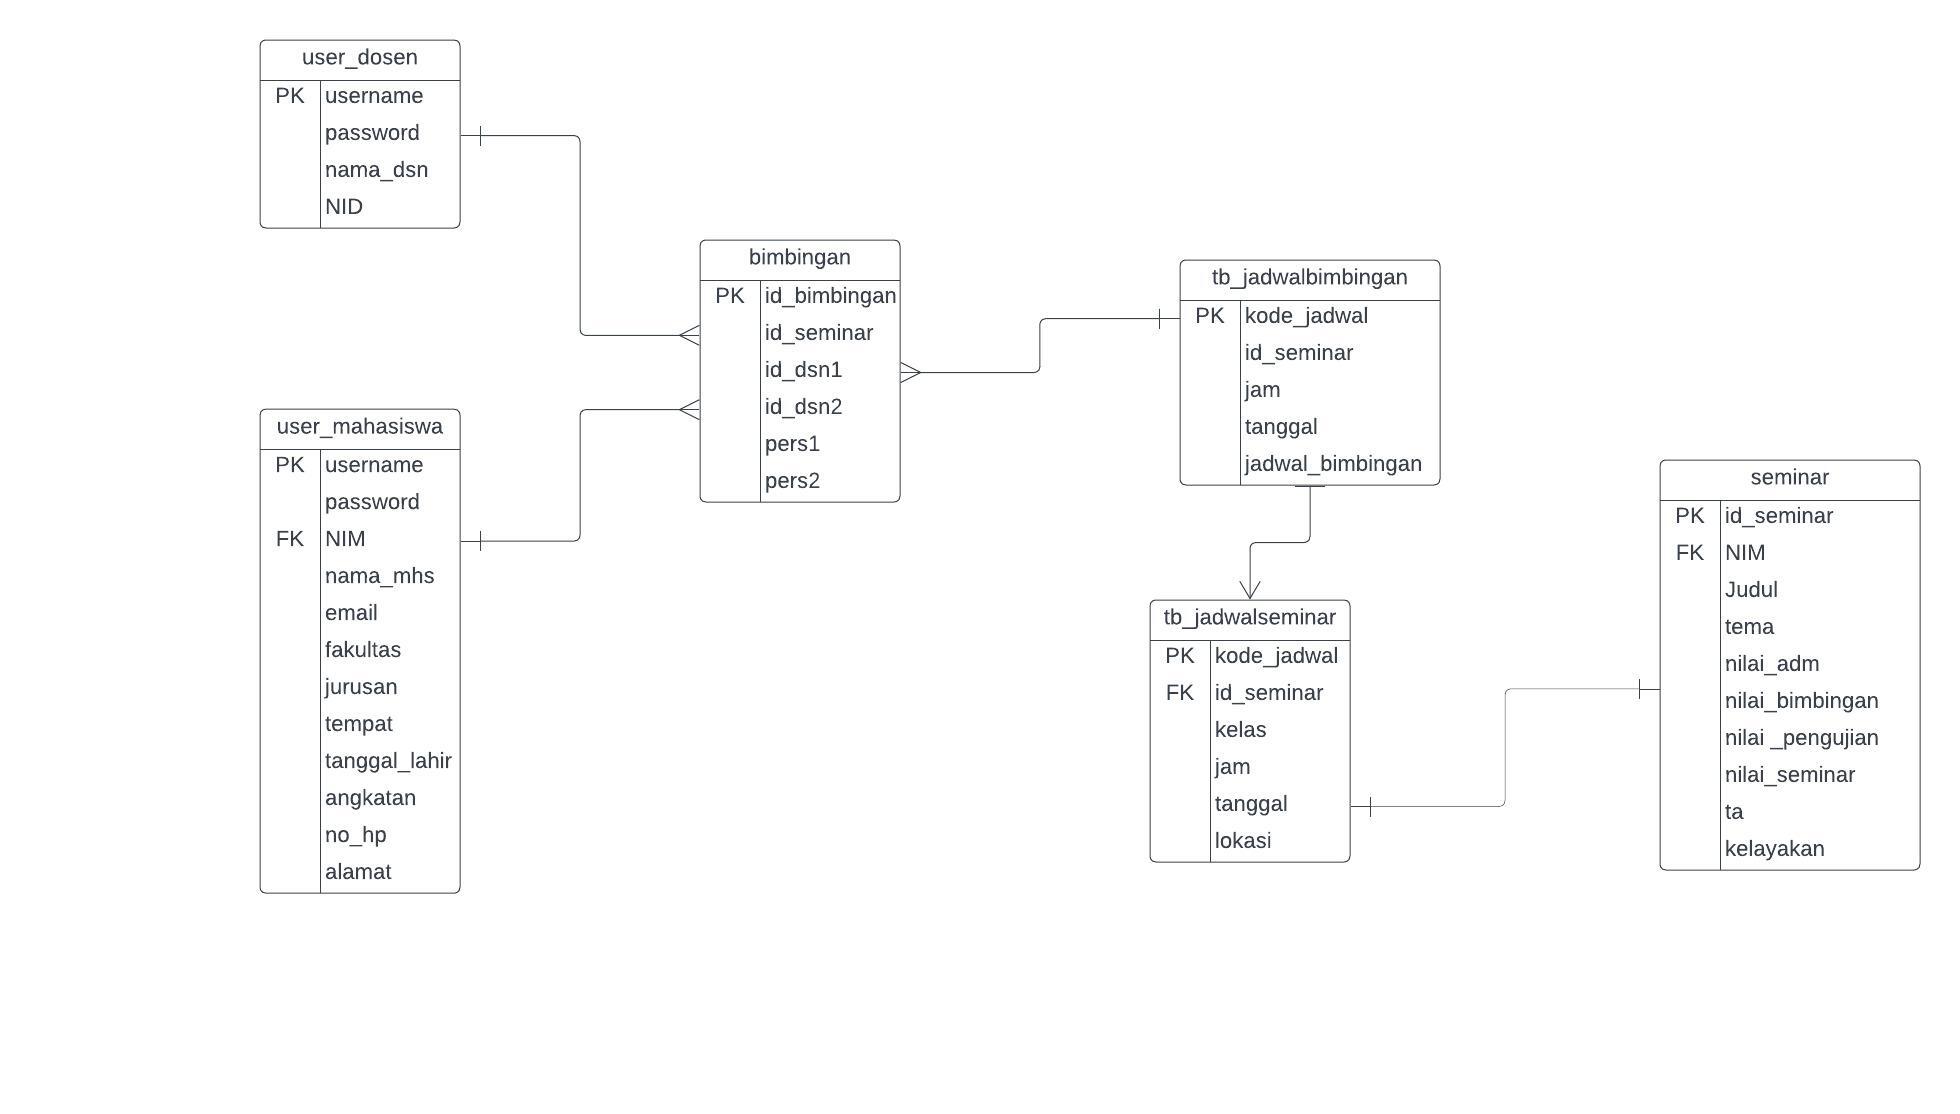 user_dosen
PK username
password
nama_dsn
NID
bimbingan
PK id_bimbingan
id_seminar
id_dsn1
id_dsn2
pers1
pers2
tb_jadwalbimbingan
PK kode_jadwal
id_seminar
jam
tanggal
jadwal_bimbingan
user_mahasiswa
PK username
password
FK NIM
nama_mhs
email
fakultas
jurusan
tempat
tanggal_lahir
angkatan
no_hp
alamat
tb_jadwalseminar
PK kode_jadwal
FK id_seminar
kelas
jam
tanggal
lokasi
seminar
PK id_seminar
FK NIM
Judul
tema
nilai_adm
nilai_bimbingan
nilai _pengujian
nilai_seminar
ta
kelayakan